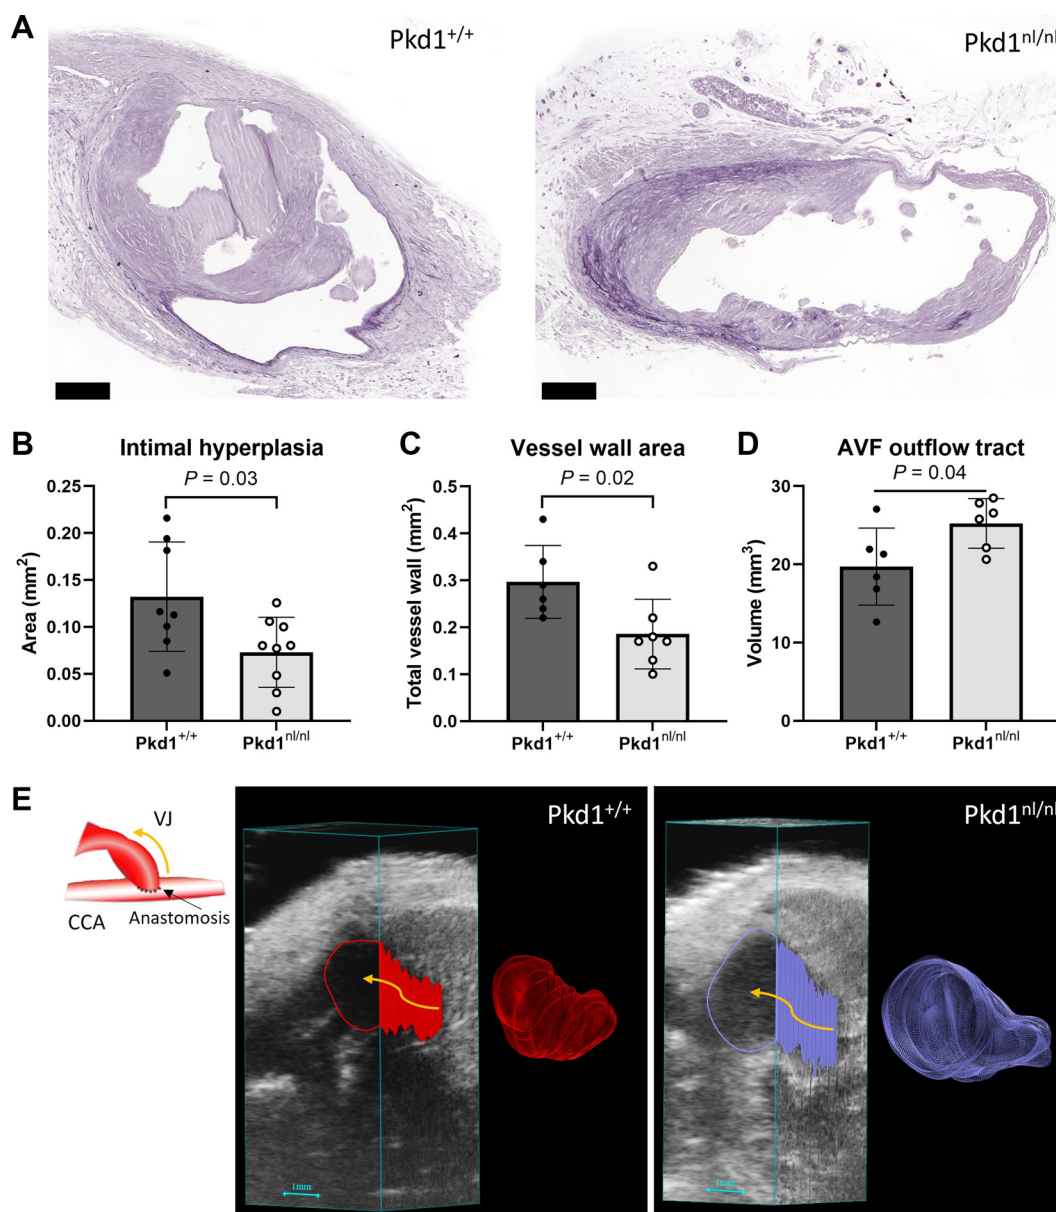 A
Pkd1+/+
Pkd1nl/nl
B
Intimal hyperplasia
P = 0.03
Area (mm2)
0.25
0.20
0.15
0.10
0.05
0.00
Pkd1+/+
Pkd1nl/nl
C
Vessel wall area
P = 0.02
Total vessel wall (mm2)
0.5
0.4
0.3
0.2
0.1
0.0
Pkd1+/+
Pkd1nl/nl
D
AVF outflow tract
P = 0.04
Volume (mm3)
30
20
10
0
Pkd1+/+
Pkd1nl/nl
E
VJ
CCA
Anastomosis
Pkd1+/+
1mm
Pkd1nl/nl
1mm